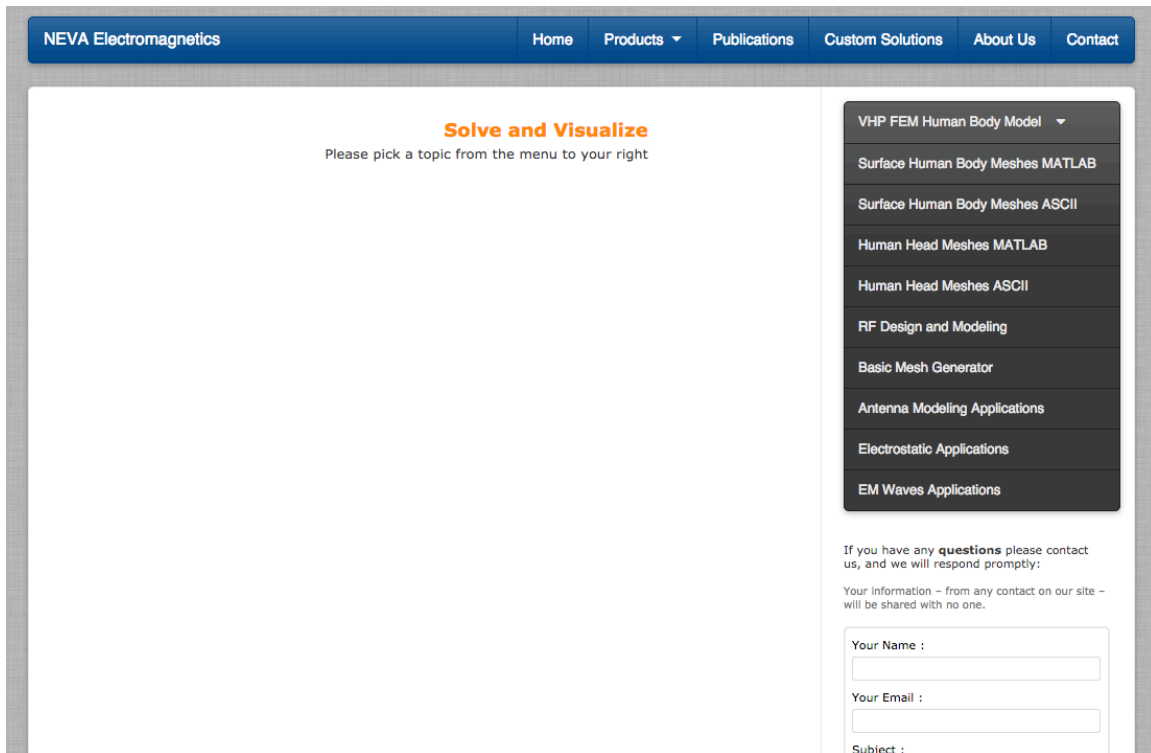 NEVA Electromagnetics
Home Products Publications Custom Solutions About Us Contact
Solve and Visualize
Please pick a topic from the menu to your right
VHP FEM Human Body Model
Surface Human Body Meshes MATLAB
Surface Human Body Meshes ASCII
Human Head Meshes MATLAB
Human Head Meshes ASCII
RF Design and Modeling
Basic Mesh Generator
Antenna Modeling Applications
Electrostatic Applications
EM Waves Applications
If you have any questions please contact
us, and we will respond promptly:
Your information – from any contact on our site –
will be shared with no one.
Your Name :
Your Email :
Subject :